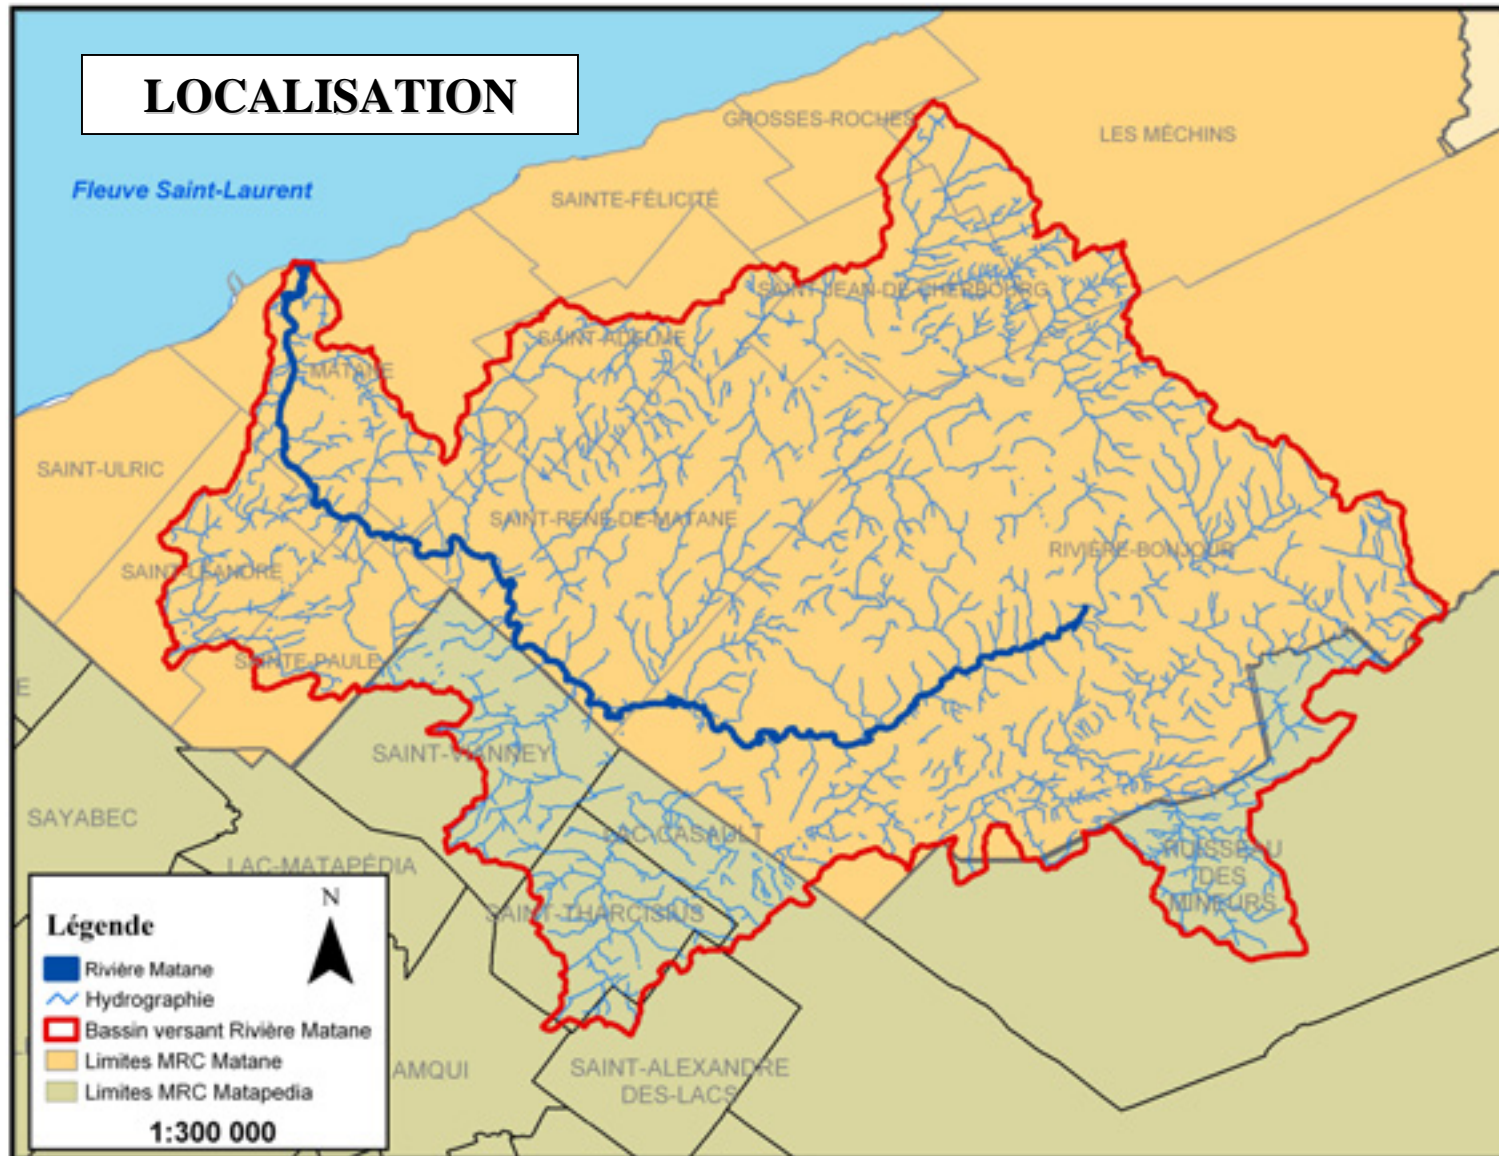 LOCALISATION
GROSSES-ROCHES
LES MÉCHINS
Fleuve Saint-Laurent
SAINTE-FÉLICITÉ
SAINT-JEAN-DE-CHERBOURG
SAINT-ADELME
MATANE
SAINT-ULRIC
SAINT-RENÉ-DE-MATANE
RIVIÈRE-BONJOUR
SAINT-LÉANDRE
SAINTE-PAULE
E
SAINT-VIANNEY
SAYABEC
LAC-CASAULT
LAC-MATAPÉDIA
RUISSEAU
DES
MINEURS
SAINT-THARCISIUS
AMQUI
SAINT-ALEXANDRE
DES-LACS
N
Légende
Rivière Matane
Hydrographie
Bassin versant Rivière Matane
Limites MRC Matane
Limites MRC Matapedia
1:300 000